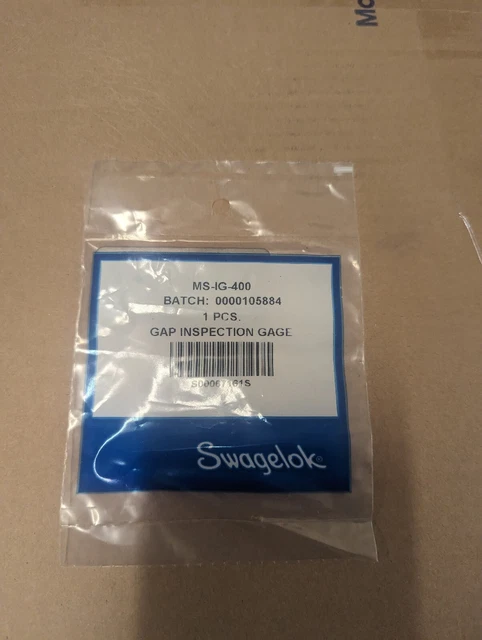 MS-IG-400
BATCH: 0000105884
1 PCS.
GAP INSPECTION GAGE
Swagelok®